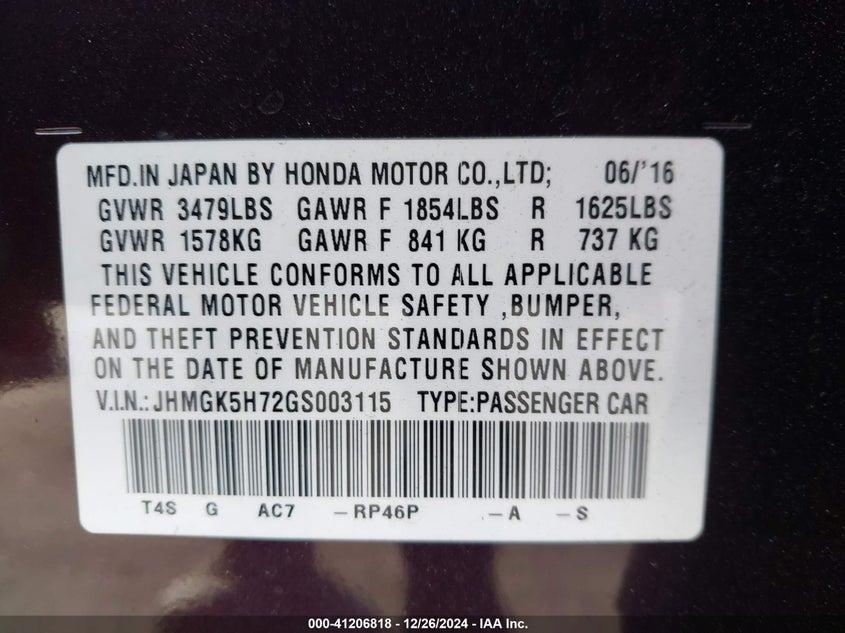 MFD.IN JAPAN BY HONDA MOTOR CO.,LTD; 06/'16
GVWR 3479LBS GAWR F 1854LBS R 1625LBS
GVWR 1578KG GAWR F 841 KG R 737 KG
THIS VEHICLE CONFORMS TO ALL APPLICABLE
FEDERAL MOTOR VEHICLE SAFETY ,BUMPER,
AND THEFT PREVENTION STANDARDS IN EFFECT
ON THE DATE OF MANUFACTURE SHOWN ABOVE.
V.I.N.:JHMGK5H72GS003115 TYPE:PASSENGER CAR
T4S G AC7 –RP46P –A –S
000-41206818 - 12/26/2024 - IAA Inc.